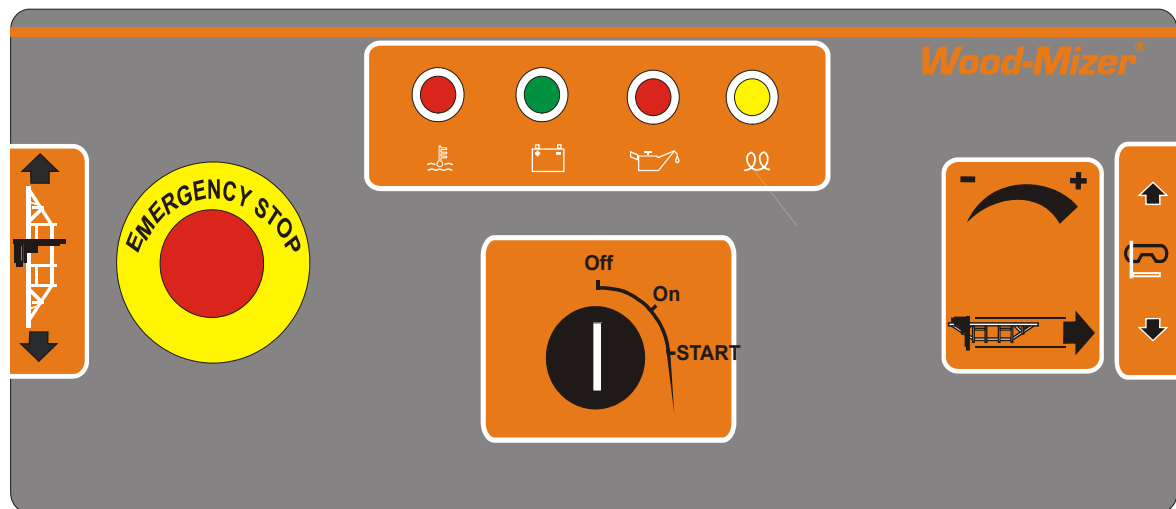 Wood-Mizer®
EMERGENCY STOP
- +
Off
On
START